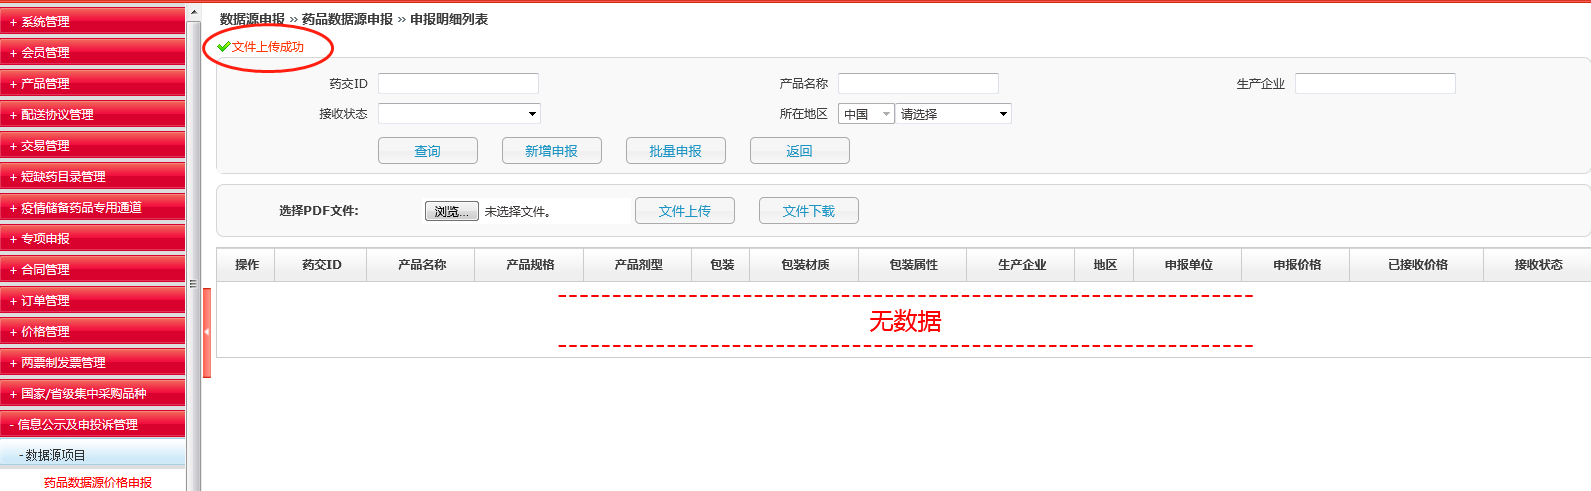 + 系统管理
+ 会员管理
+ 产品管理
+ 配送协议管理
+ 交易管理
+ 短缺药目录管理
+ 疫情储备药品专用通道
+ 专项申报
+ 合同管理
+ 订单管理
+ 价格管理
+ 两票制发票管理
+ 国家/省级集中采购品种
- 信息公示及申投诉管理
- 数据源项目
药品数据源价格申报
数据源申报 » 药品数据源申报 » 申报明细列表
文件上传成功
药交ID 产品名称 生产企业
接收状态 所在地区 中国 请选择
查询 新增申报 批量申报 返回
选择PDF文件: 浏览... 未选择文件。 文件上传 文件下载
操作 药交ID 产品名称 产品规格 产品剂型 包装 包装材质 包装属性 生产企业 地区 申报单位 申报价格 已接收价格 接收状态
无数据